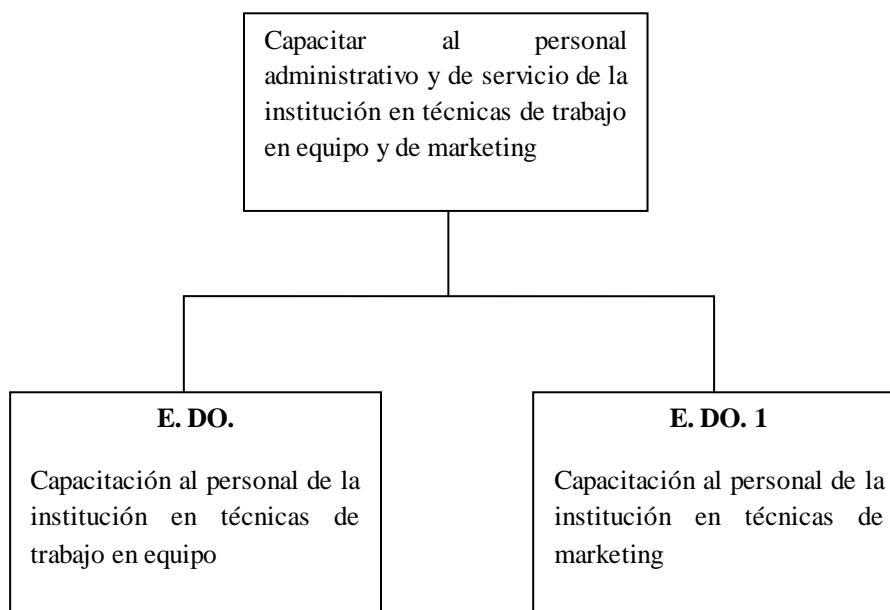 Capacitar al personal
administrativo y de servicio de la
institución en técnicas de trabajo
en equipo y de marketing
E. DO.
Capacitación al personal de la
institución en técnicas de
trabajo en equipo
E. DO. 1
Capacitación al personal de la
institución en técnicas de
marketing